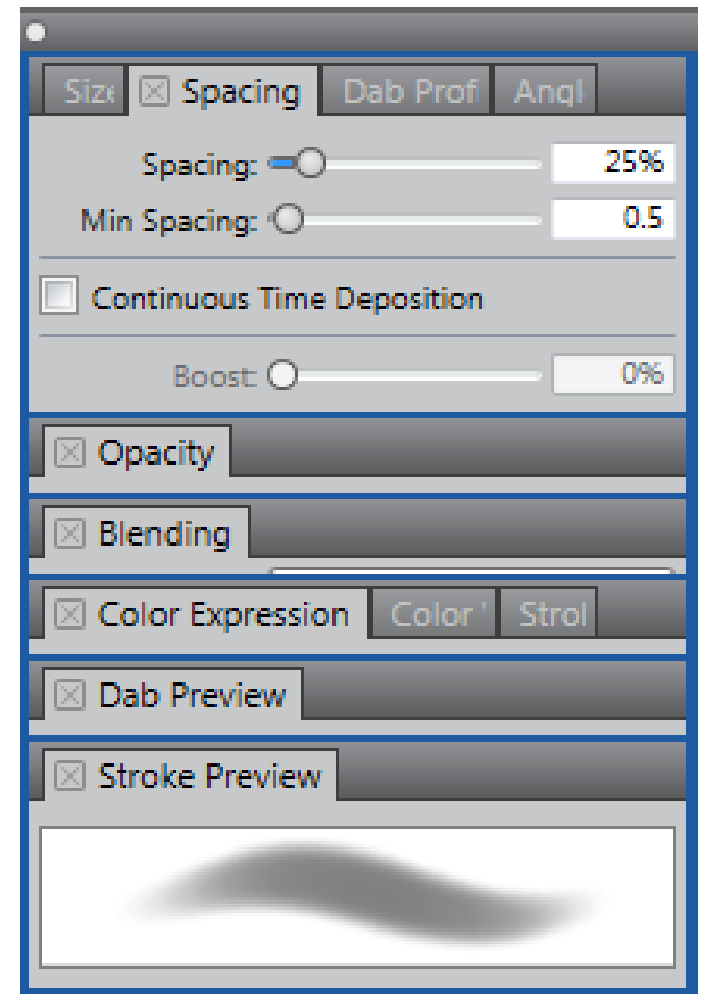 Size Spacing Dab Profi Angl
Spacing: 25%
Min Spacing: 0.5
Continuous Time Deposition
Boost: 0%
Opacity
Blending
Color Expression Color Strol
Dab Preview
Stroke Preview